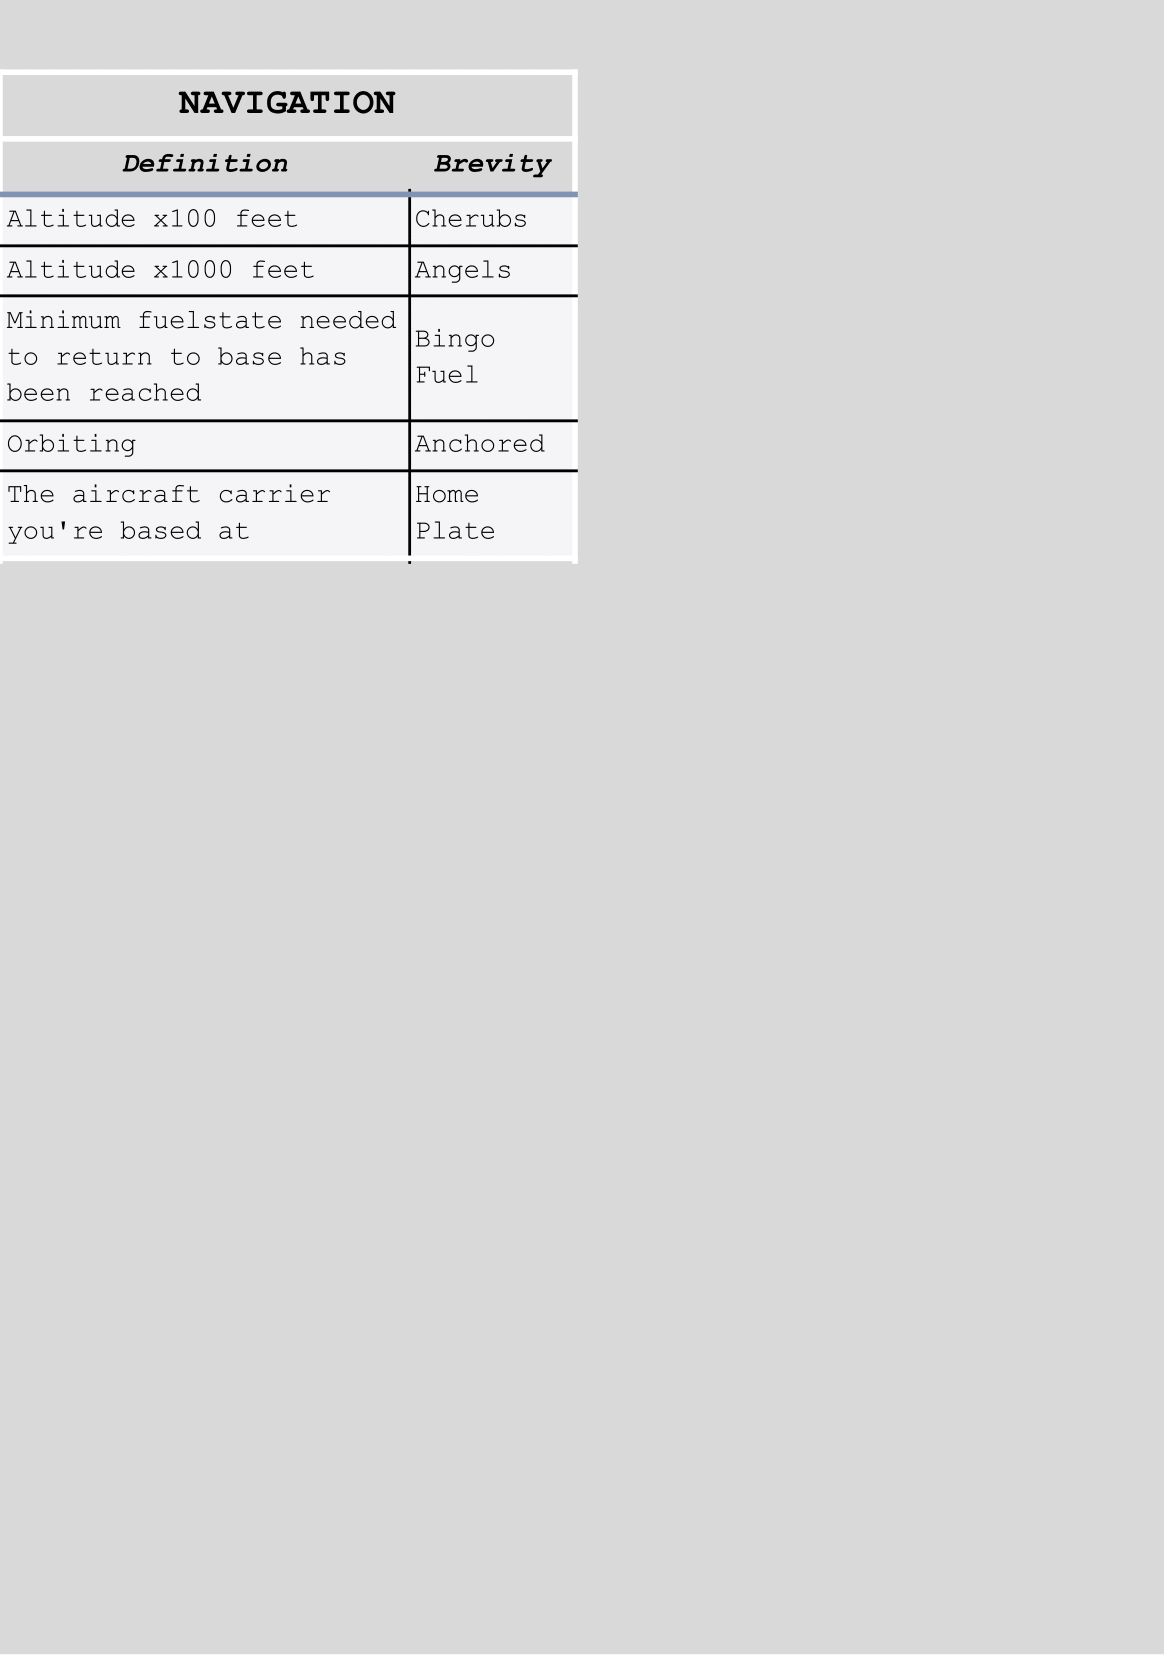 NAVIGATION
Definition Brevity
Altitude x100 feet Cherubs
Altitude x1000 feet Angels
Minimum fuelstate needed
to return to base has
been reached
Bingo
Fuel
Orbiting Anchored
The aircraft carrier
you're based at
Home
Plate